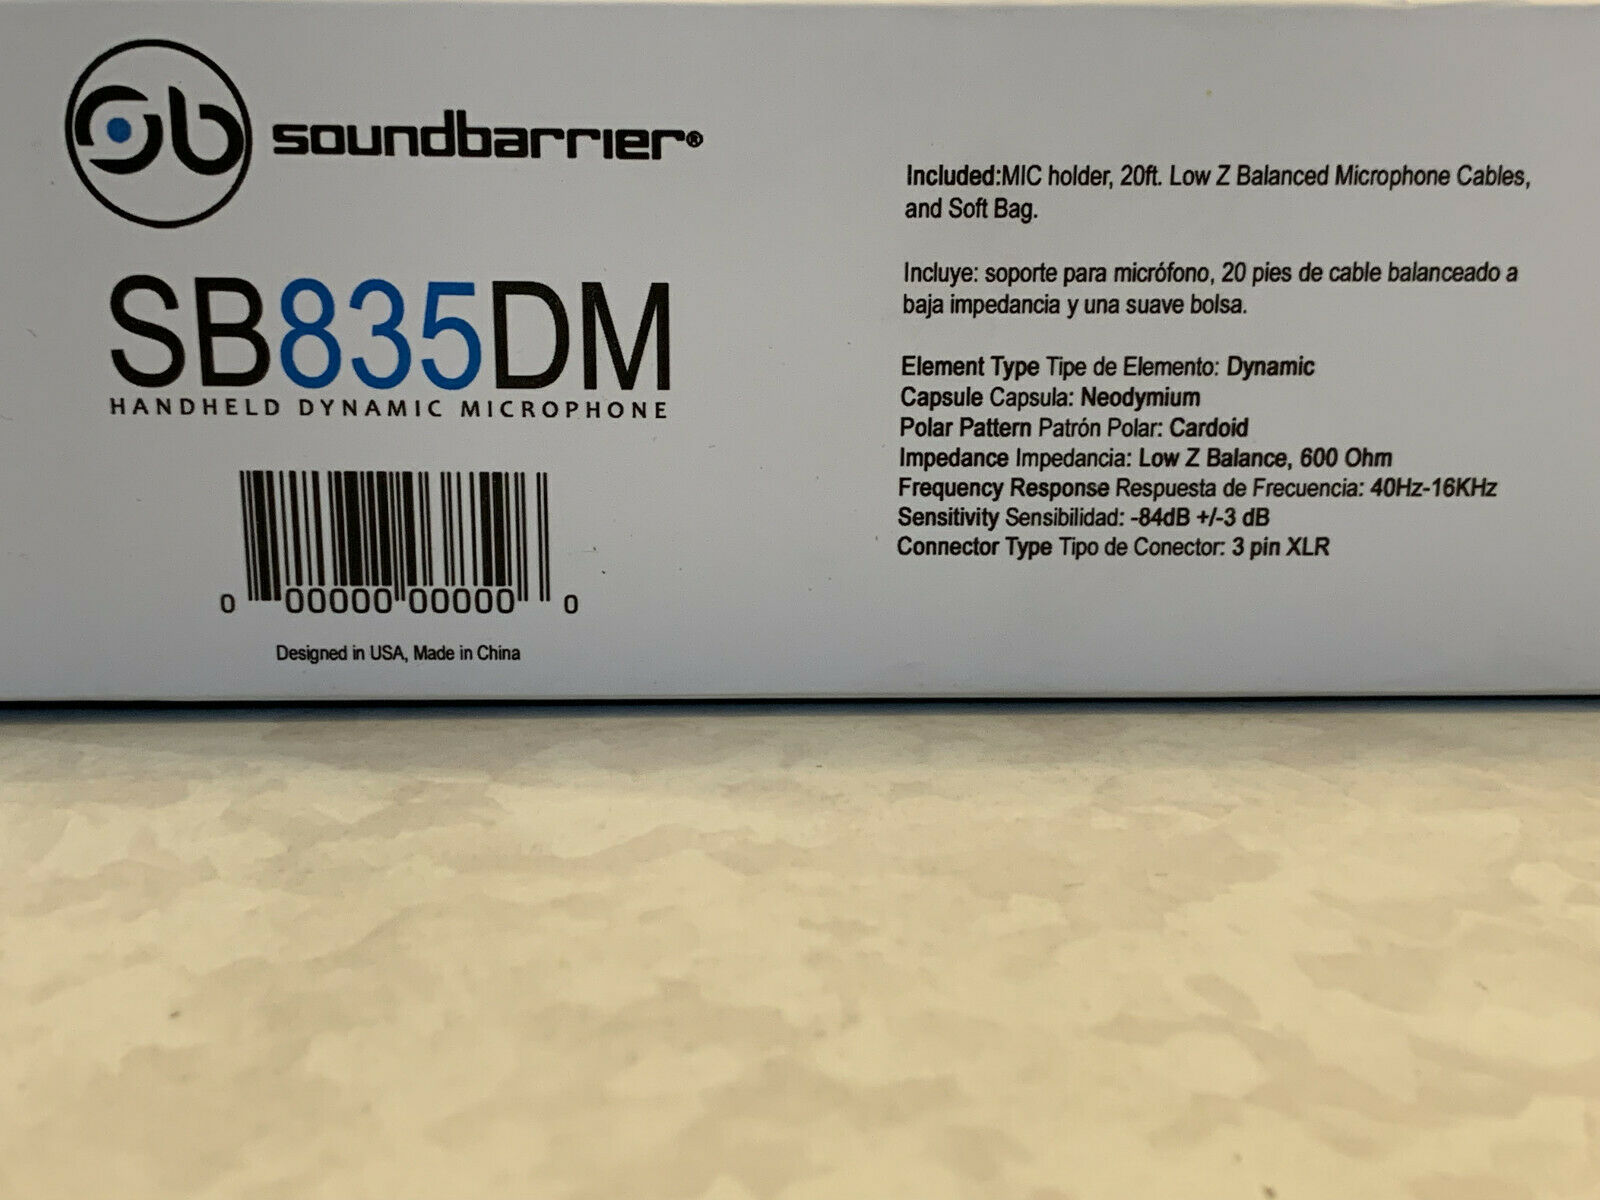 sb soundbarrier®
SB835DM
HANDHELD DYNAMIC MICROPHONE
0 00000 00000 0
Designed in USA, Made in China
Included:MIC holder, 20ft. Low Z Balanced Microphone Cables,
and Soft Bag.
Incluye: soporte para micrófono, 20 pies de cable balanceado a
baja impedancia y una suave bolsa.
Element Type Tipe de Elemento: Dynamic
Capsule Capsula: Neodymium
Polar Pattern Patrón Polar: Cardoid
Impedance Impedancia: Low Z Balance, 600 Ohm
Frequency Response Respuesta de Frecuencia: 40Hz-16KHz
Sensitivity Sensibilidad: -84dB +/-3 dB
Connector Type Tipo de Conector: 3 pin XLR